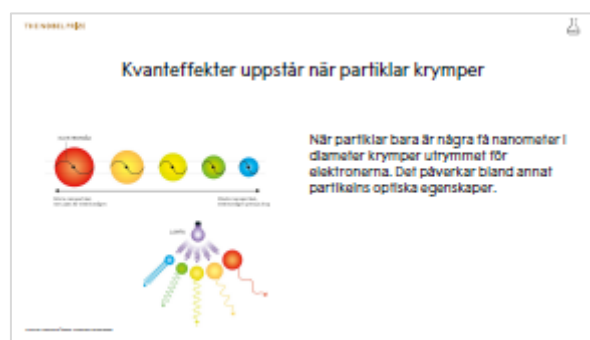 THE NOBEL PRIZE
Kvanteffekter uppstår när partiklar krymper
När partiklar bara är några få nanometer i
diameter krymper utrymmet för
elektronerna. Det påverkar bland annat
partikelns optiska egenskaper.
LAMPA